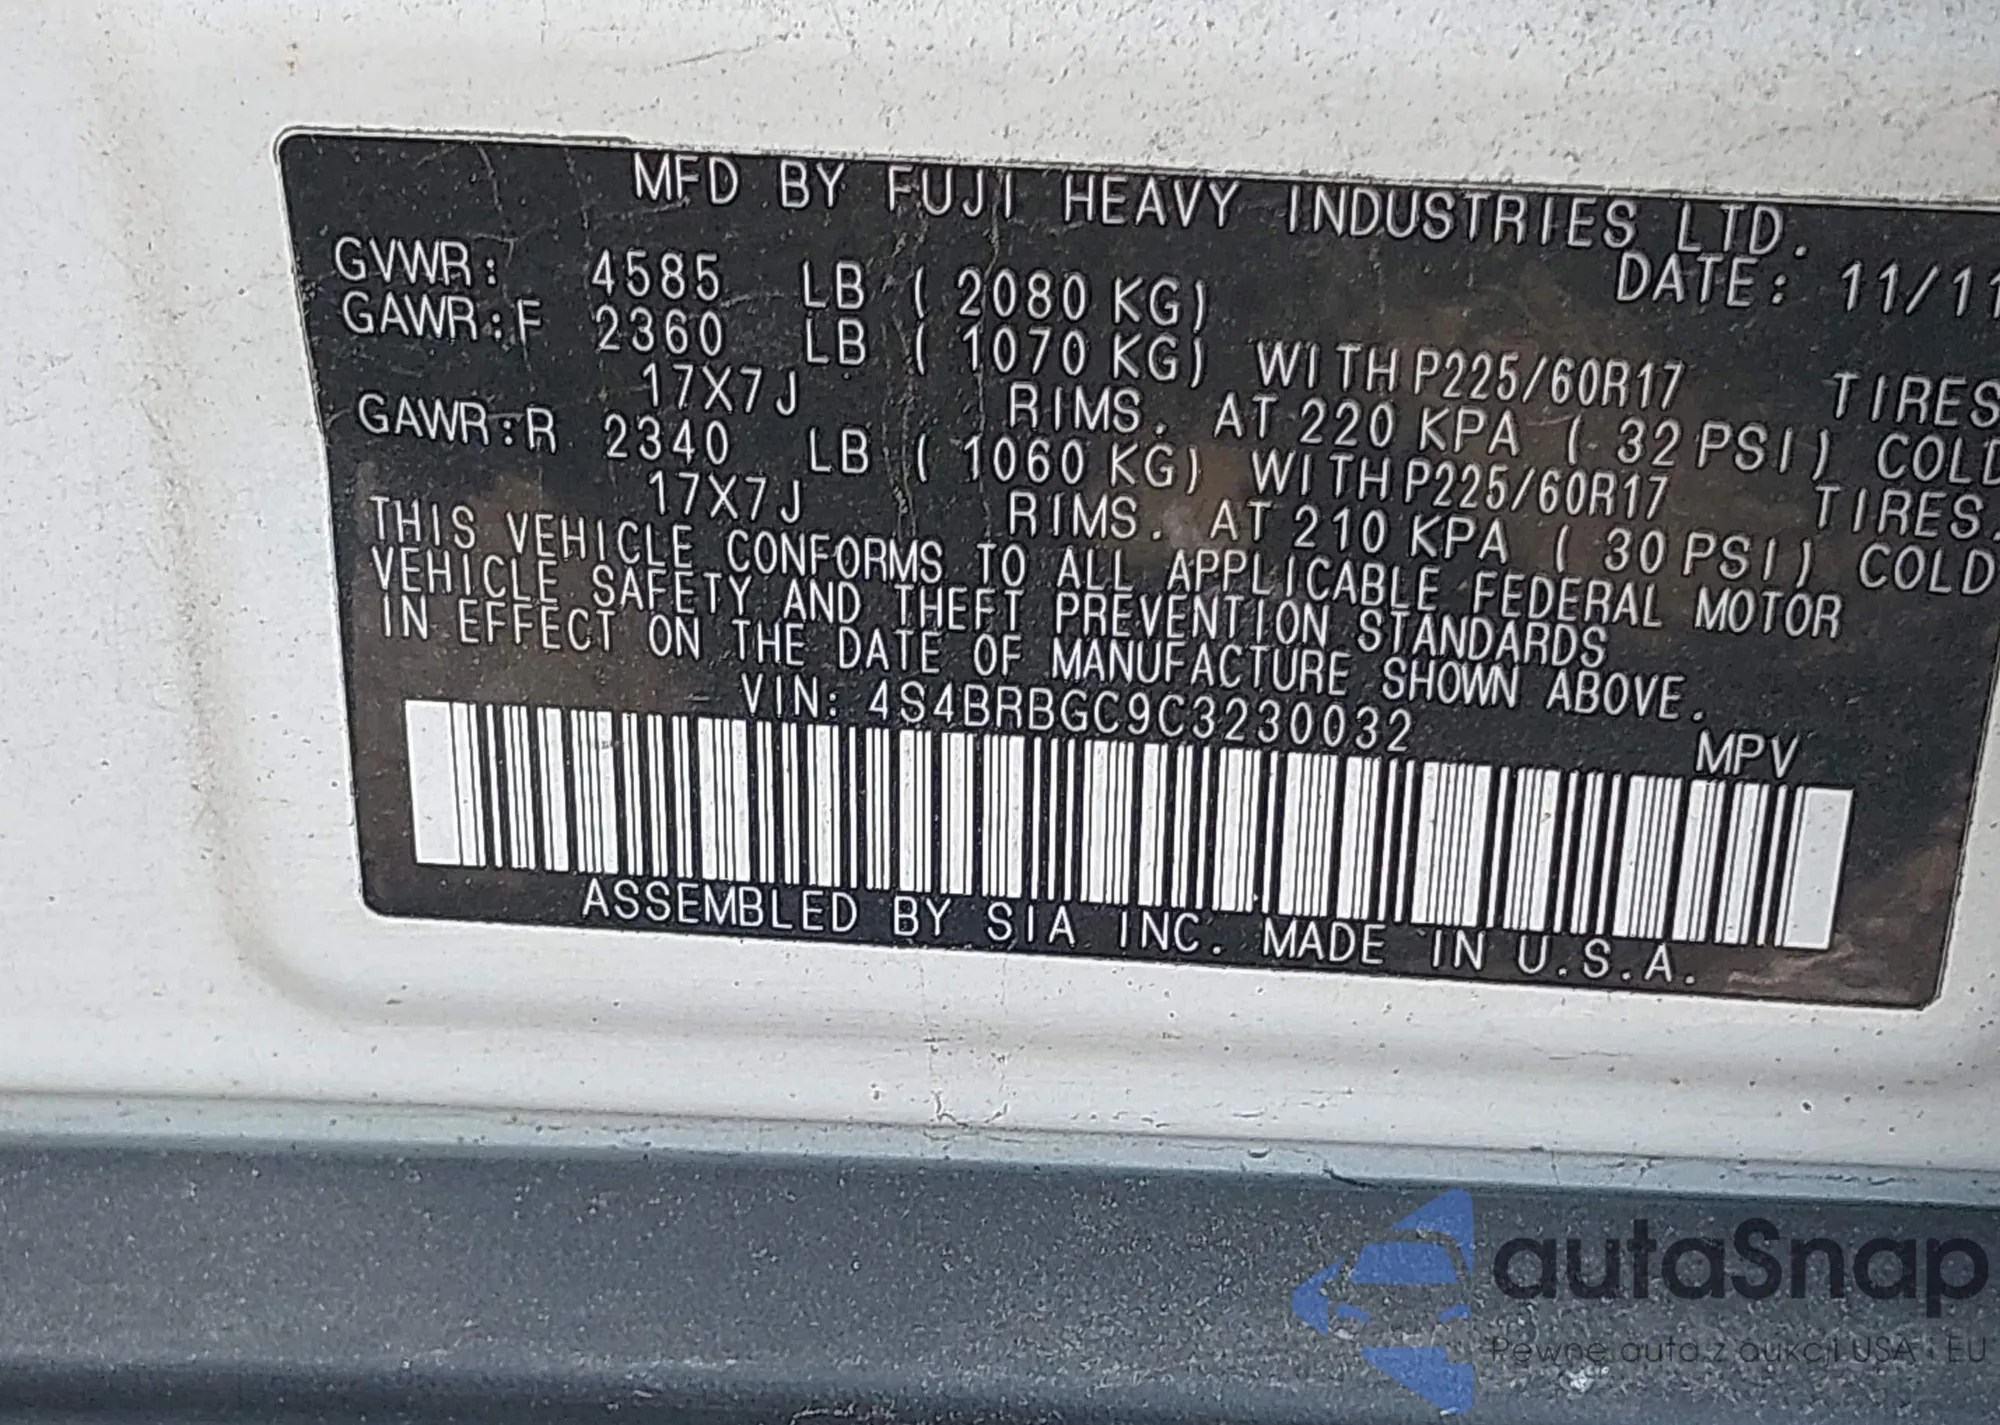 MFD BY FUJI HEAVY INDUSTRIES LTD.
DATE: 11/11
GVWR: 4585 LB ( 2080 KG)
GAWR:F 2360 LB ( 1070 KG) WITH P225/60R17 TIRES
17X7J RIMS. AT 220 KPA ( 32 PSI) COLD
GAWR:R 2340 LB ( 1060 KG) WITH P225/60R17 TIRES.
17X7J RIMS. AT 210 KPA ( 30 PSI) COLD
THIS VEHICLE CONFORMS TO ALL APPLICABLE FEDERAL MOTOR
VEHICLE SAFETY AND THEFT PREVENTION STANDARDS
IN EFFECT ON THE DATE OF MANUFACTURE SHOWN ABOVE.
VIN: 4S4BRBGC9C3230032
MPV
ASSEMBLED BY SIA INC. MADE IN U.S.A.
autaSnap
Pewne auta z aukcji USA i EU